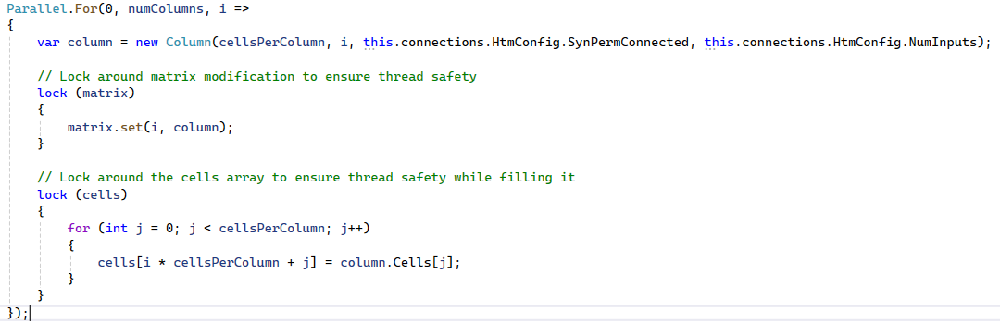 Parallel.For(0, numColumns, i =>
{
    var column = new Column(cellsPerColumn, i, this.connections.HtmConfig.SynPermConnected, this.connections.HtmConfig.NumInputs);

    // Lock around matrix modification to ensure thread safety
    lock (matrix)
    {
        matrix.set(i, column);
    }

    // Lock around the cells array to ensure thread safety while filling it
    lock (cells)
    {
        for (int j = 0; j < cellsPerColumn; j++)
        {
            cells[i * cellsPerColumn + j] = column.Cells[j];
        }
    }
});